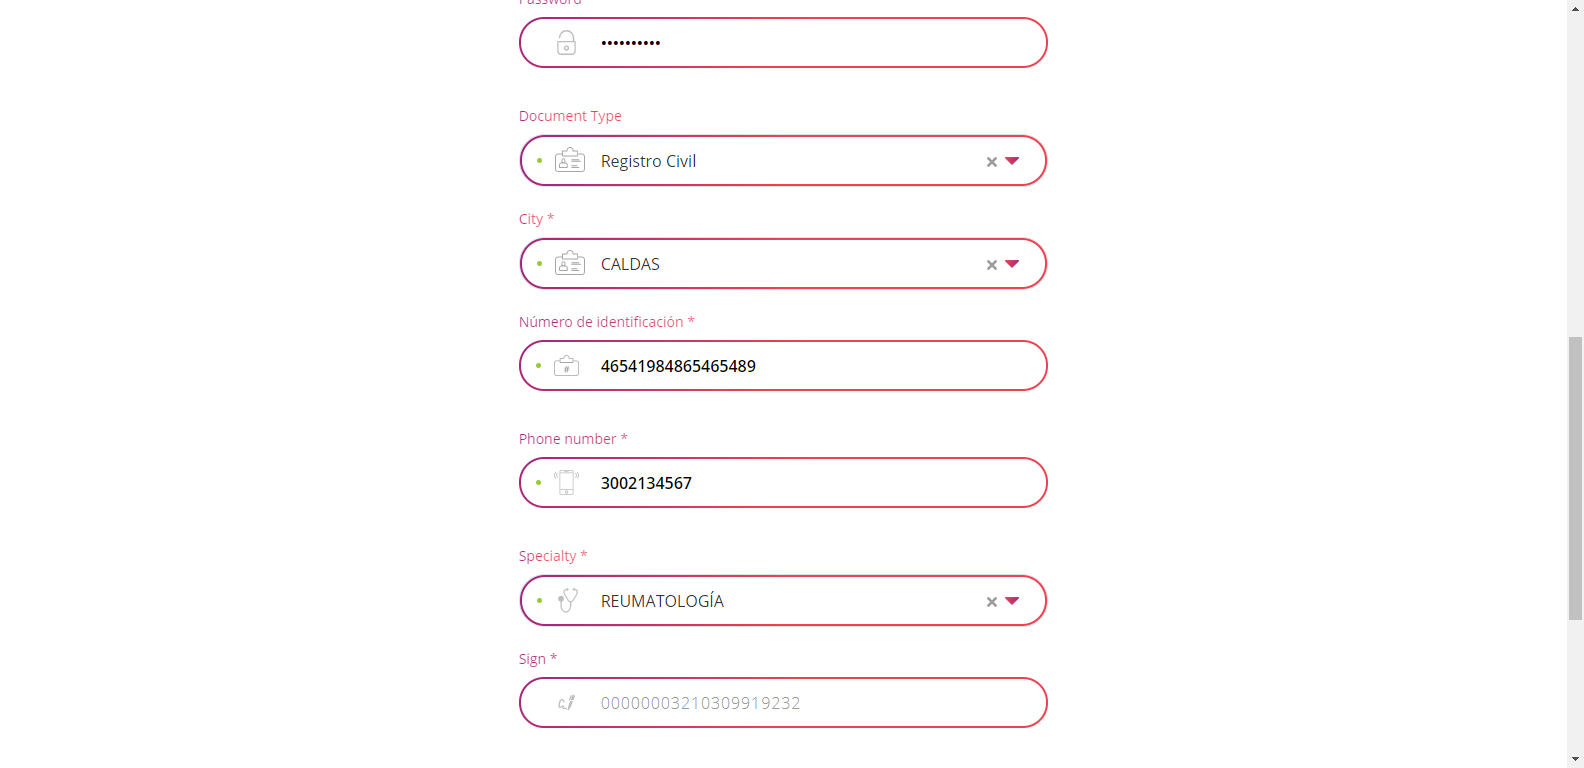 Password
••••••••••
Document Type
Registro Civil
City *
CALDAS
Número de identificación *
46541984865465489
Phone number *
3002134567
Specialty *
REUMATOLOGÍA
Sign *
00000003210309919232